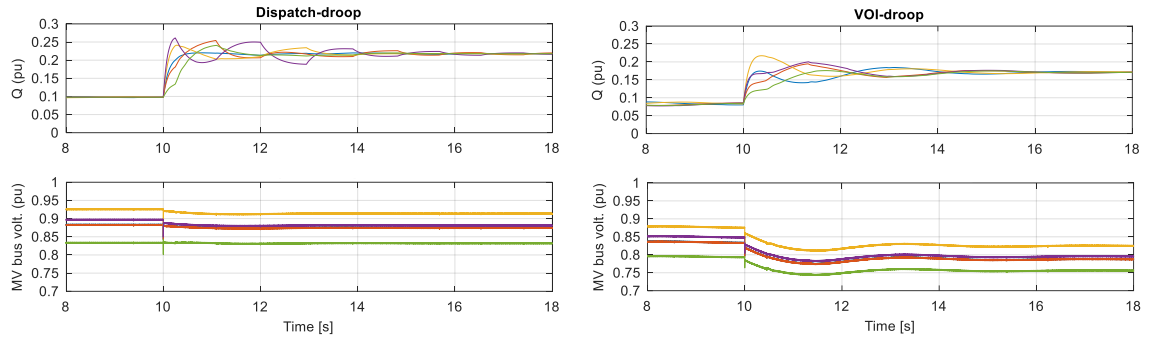 Dispatch-droop
Q (pu)
0.3
0.25
0.2
0.15
0.1
0.05
0
8 10 12 14 16 18
MV bus volt. (pu)
1
0.95
0.9
0.85
0.8
0.75
0.7
8 10 12 14 16 18
Time [s]
VOI-droop
Q (pu)
0.3
0.25
0.2
0.15
0.1
0.05
0
8 10 12 14 16 18
MV bus volt. (pu)
1
0.95
0.9
0.85
0.8
0.75
0.7
8 10 12 14 16 18
Time [s]